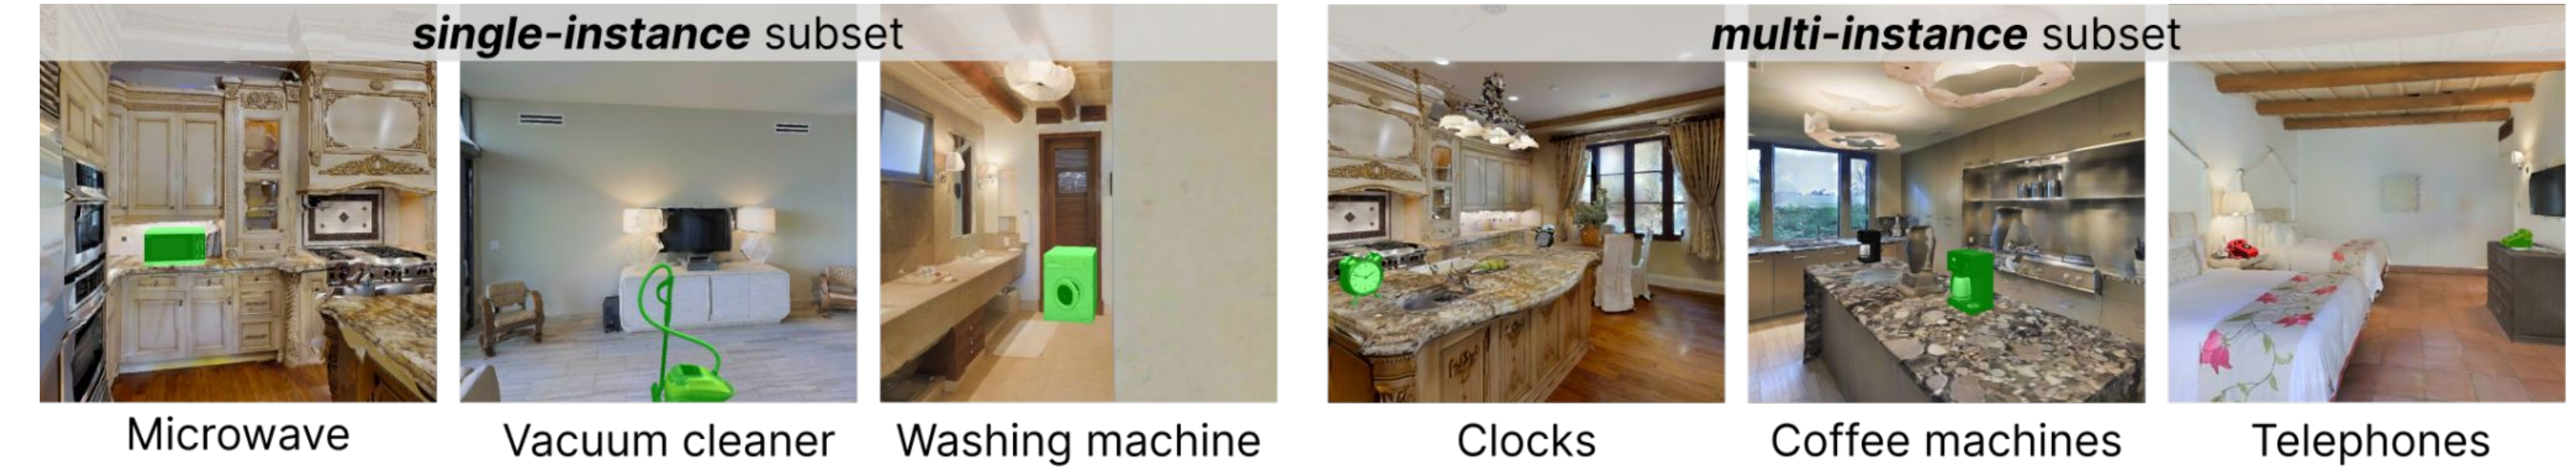 single-instance subset
multi-instance subset
Microwave
Vacuum cleaner
Washing machine
Clocks
Coffee machines
Telephones